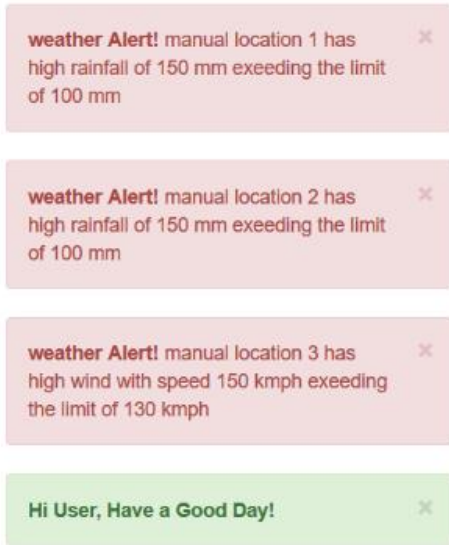 weather Alert! manual location 1 has
high rainfall of 150 mm exeeding the limit
of 100 mm
weather Alert! manual location 2 has
high rainfall of 150 mm exeeding the limit
of 100 mm
weather Alert! manual location 3 has
high wind with speed 150 kmph exeeding
the limit of 130 kmph
Hi User, Have a Good Day!